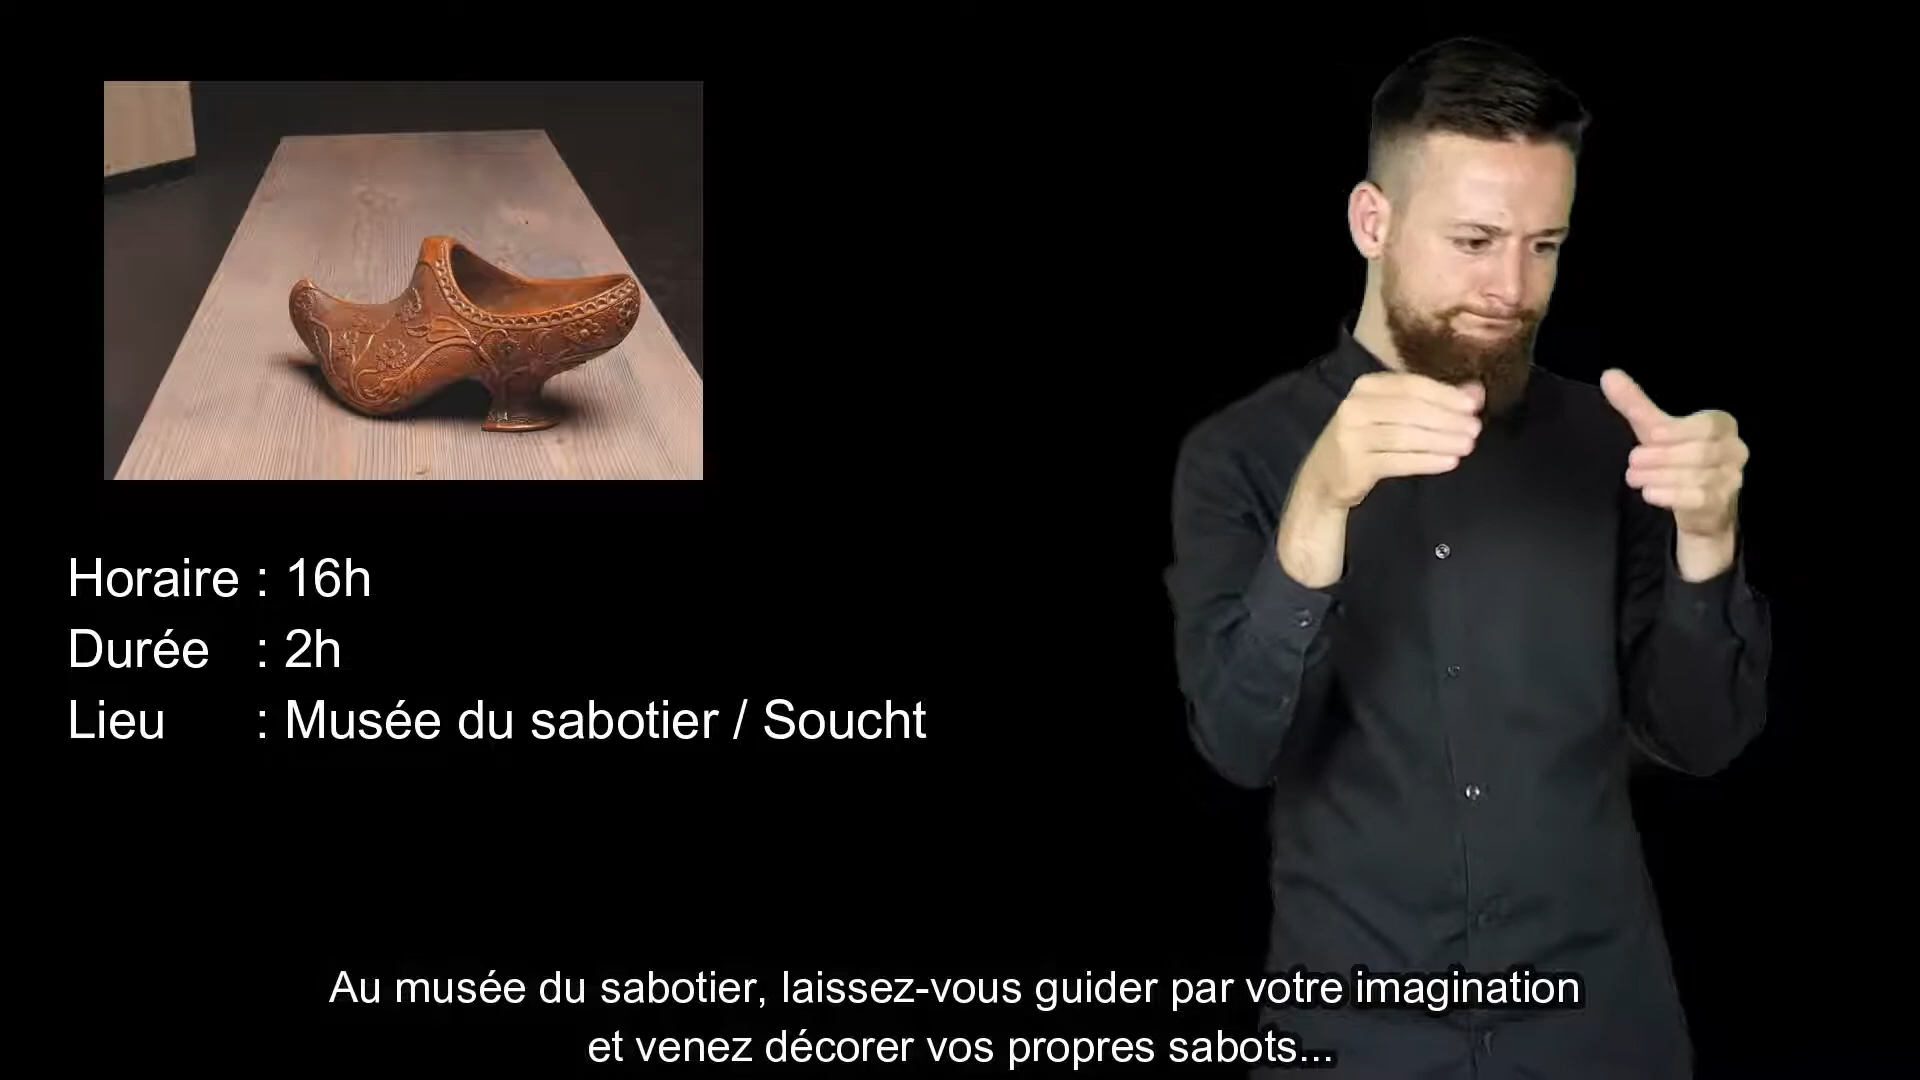 Horaire : 16h
Durée : 2h
Lieu : Musée du sabotier / Soucht
Au musée du sabotier, laissez-vous guider par votre imagination
et venez décorer vos propres sabots...